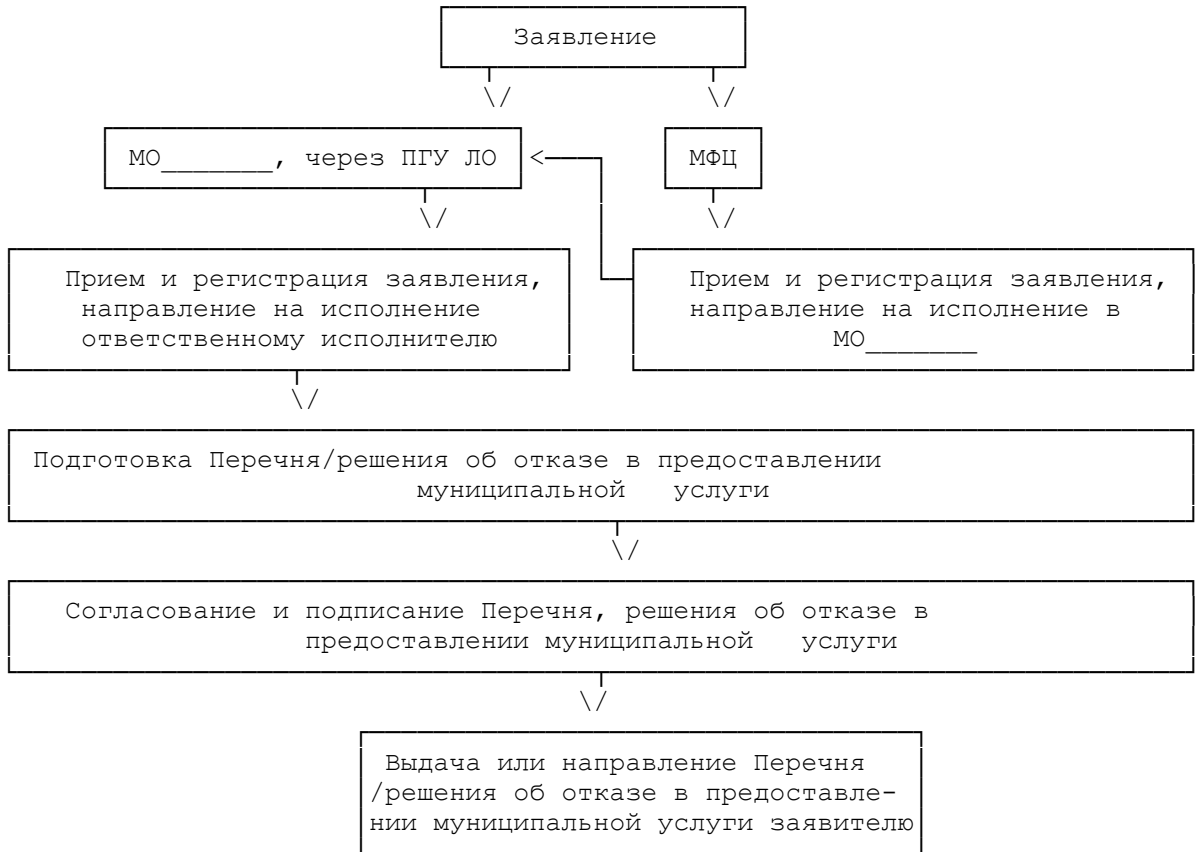 Заявление
МО_______, через ПГУ ЛО
МФЦ
Прием и регистрация заявления,
направление на исполнение
ответственному исполнителю
Прием и регистрация заявления,
направление на исполнение в
МО_______
Подготовка Перечня/решения об отказе в предоставлении
муниципальной услуги
Согласование и подписание Перечня, решения об отказе в
предоставлении муниципальной услуги
Выдача или направление Перечня
/решения об отказе в предоставле-
нии муниципальной услуги заявителю